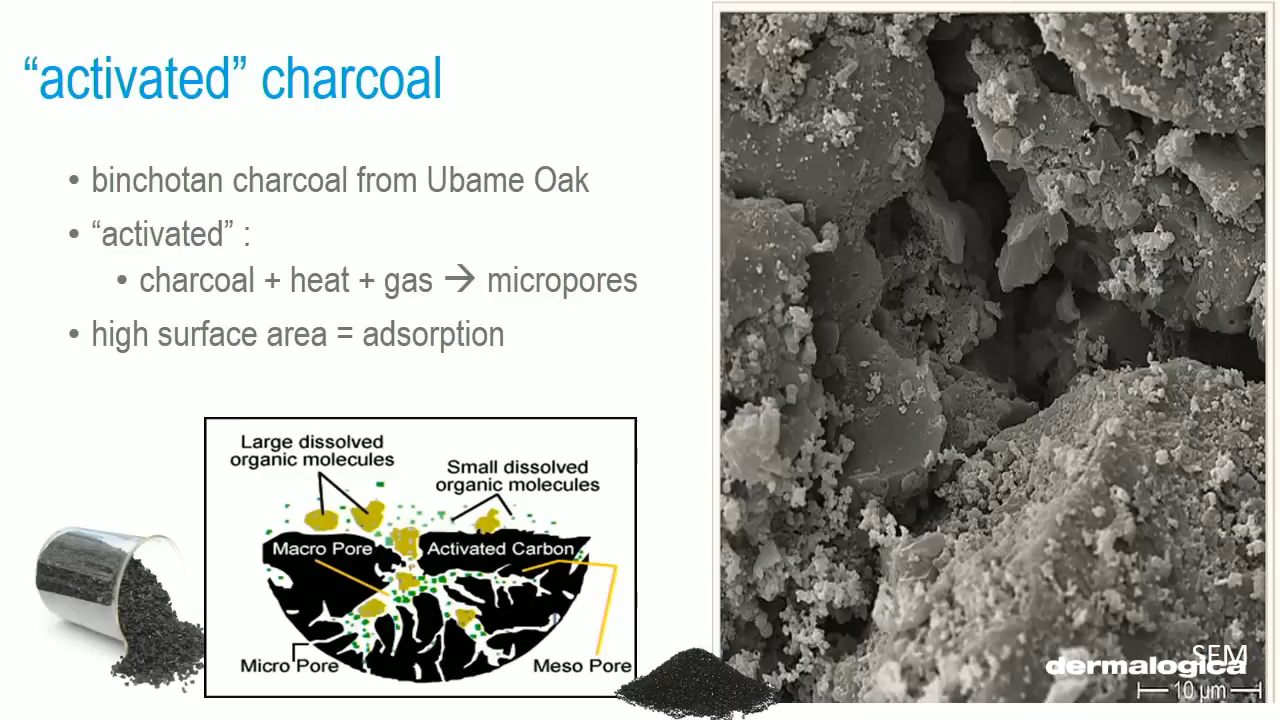 “activated” charcoal
• binchotan charcoal from Ubame Oak
• “activated” :
• charcoal + heat + gas → micropores
• high surface area = adsorption
Large dissolved
organic molecules
Small dissolved
organic molecules
Macro Pore
Activated Carbon
Micro Pore
Meso Pore
SEM
dermalogica
10 µm